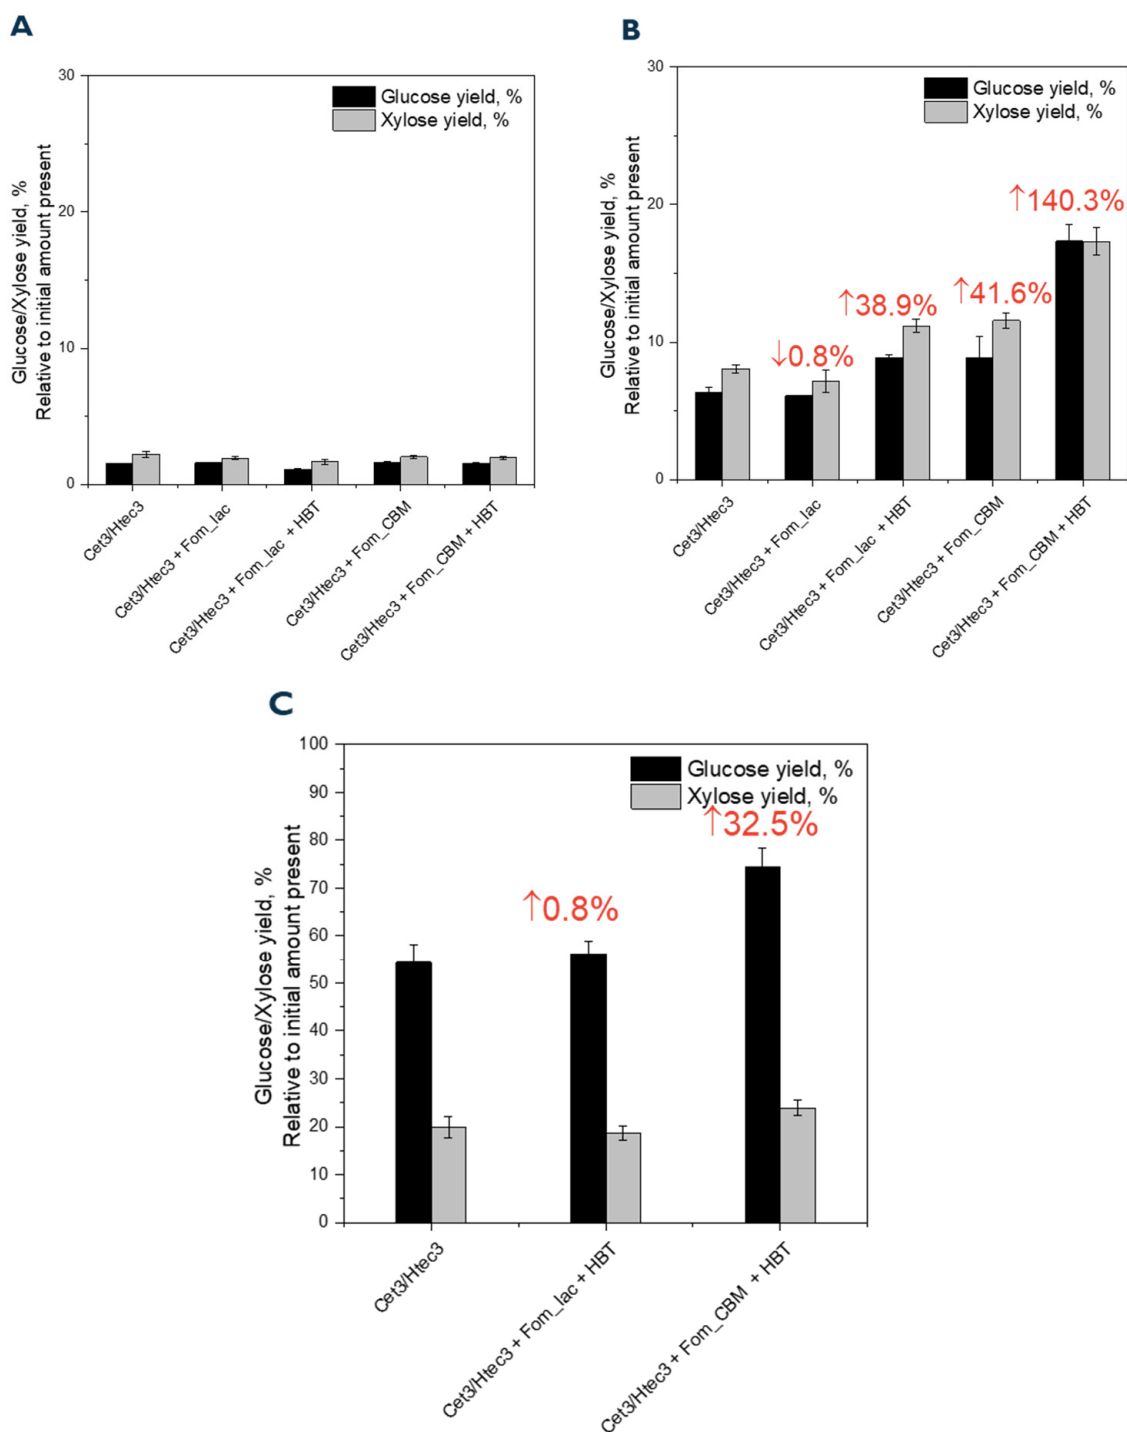 A
Glucose/Xylose yield, %
Relative to initial amount present
30
20
10
0
Glucose yield, %
Xylose yield, %
Cet3/Htec3
Cet3/Htec3 + Fom_lac
Cet3/Htec3 + Fom_lac + HBT
Cet3/Htec3 + Fom_CBM
Cet3/Htec3 + Fom_CBM + HBT
B
Glucose/Xylose yield, %
Relative to initial amount present
30
20
10
0
Glucose yield, %
Xylose yield, %
↓0.8%
↑38.9%
↑41.6%
↑140.3%
Cet3/Htec3
Cet3/Htec3 + Fom_lac
Cet3/Htec3 + Fom_lac + HBT
Cet3/Htec3 + Fom_CBM
Cet3/Htec3 + Fom_CBM + HBT
C
Glucose/Xylose yield, %
Relative to initial amount present
100
90
80
70
60
50
40
30
20
10
0
Glucose yield, %
Xylose yield, %
↑0.8%
↑32.5%
Cet3/Htec3
Cet3/Htec3 + Fom_lac + HBT
Cet3/Htec3 + Fom_CBM + HBT